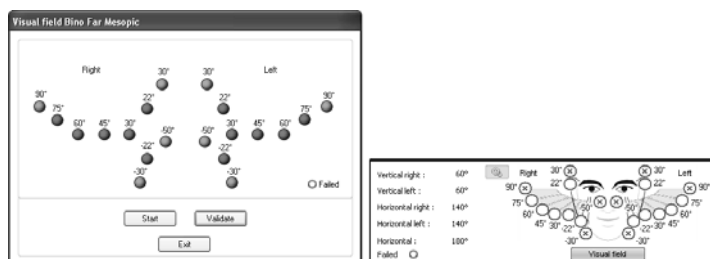 Visual field Bino Far Mesopic
Right Left
30° 30°
90° 90°
75° 75°
22° 22°
60° 45° 30° -50° -50° 30° 45° 60°
-22° -22°
-30° -30°
Failed
Start Validate
Exit
Vertical right : 60°
Vertical left : 60°
Horizontal right : 140°
Horizontal left : 140°
Horizontal : 180°
Failed
Right Left
30° 30°
22° 22°
90° 90°
75° 75°
60° 60°
-50° -50°
45° 30° -22° -22° 30° 45°
-30° -30°
Visual field